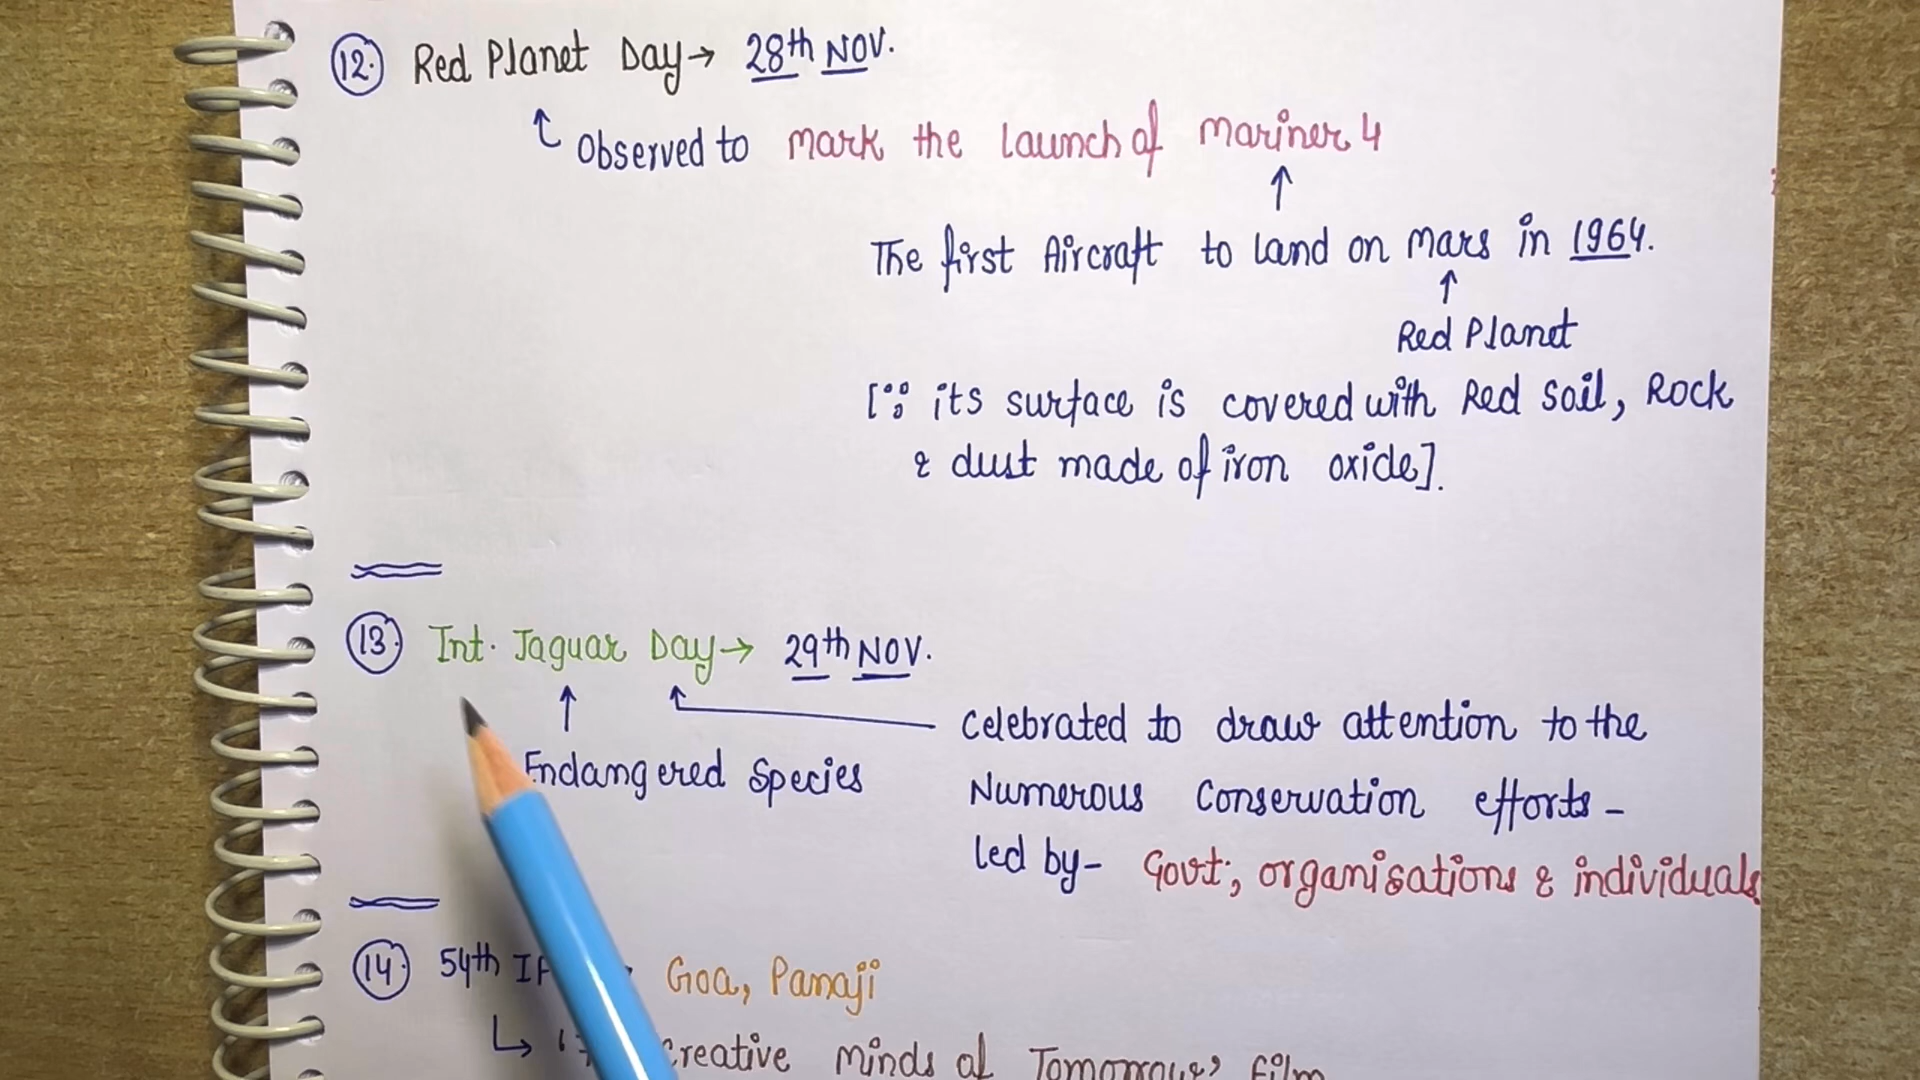 12. Red Planet Day → 28th Nov.
Observed to mark the launch of Mariner 4
The first Aircraft to land on Mars in 1964.
Red Planet
[∵ its surface is covered with Red Soil, Rock
& dust made of iron oxide].
13. Int. Jaguar Day → 29th Nov.
Celebrated to draw attention to the
Endangered Species
Numerous Conservation efforts -
led by - Govt, organisations & individuals
14. 54th Goa, Panaji
Creative Minds of Tomorrow' film